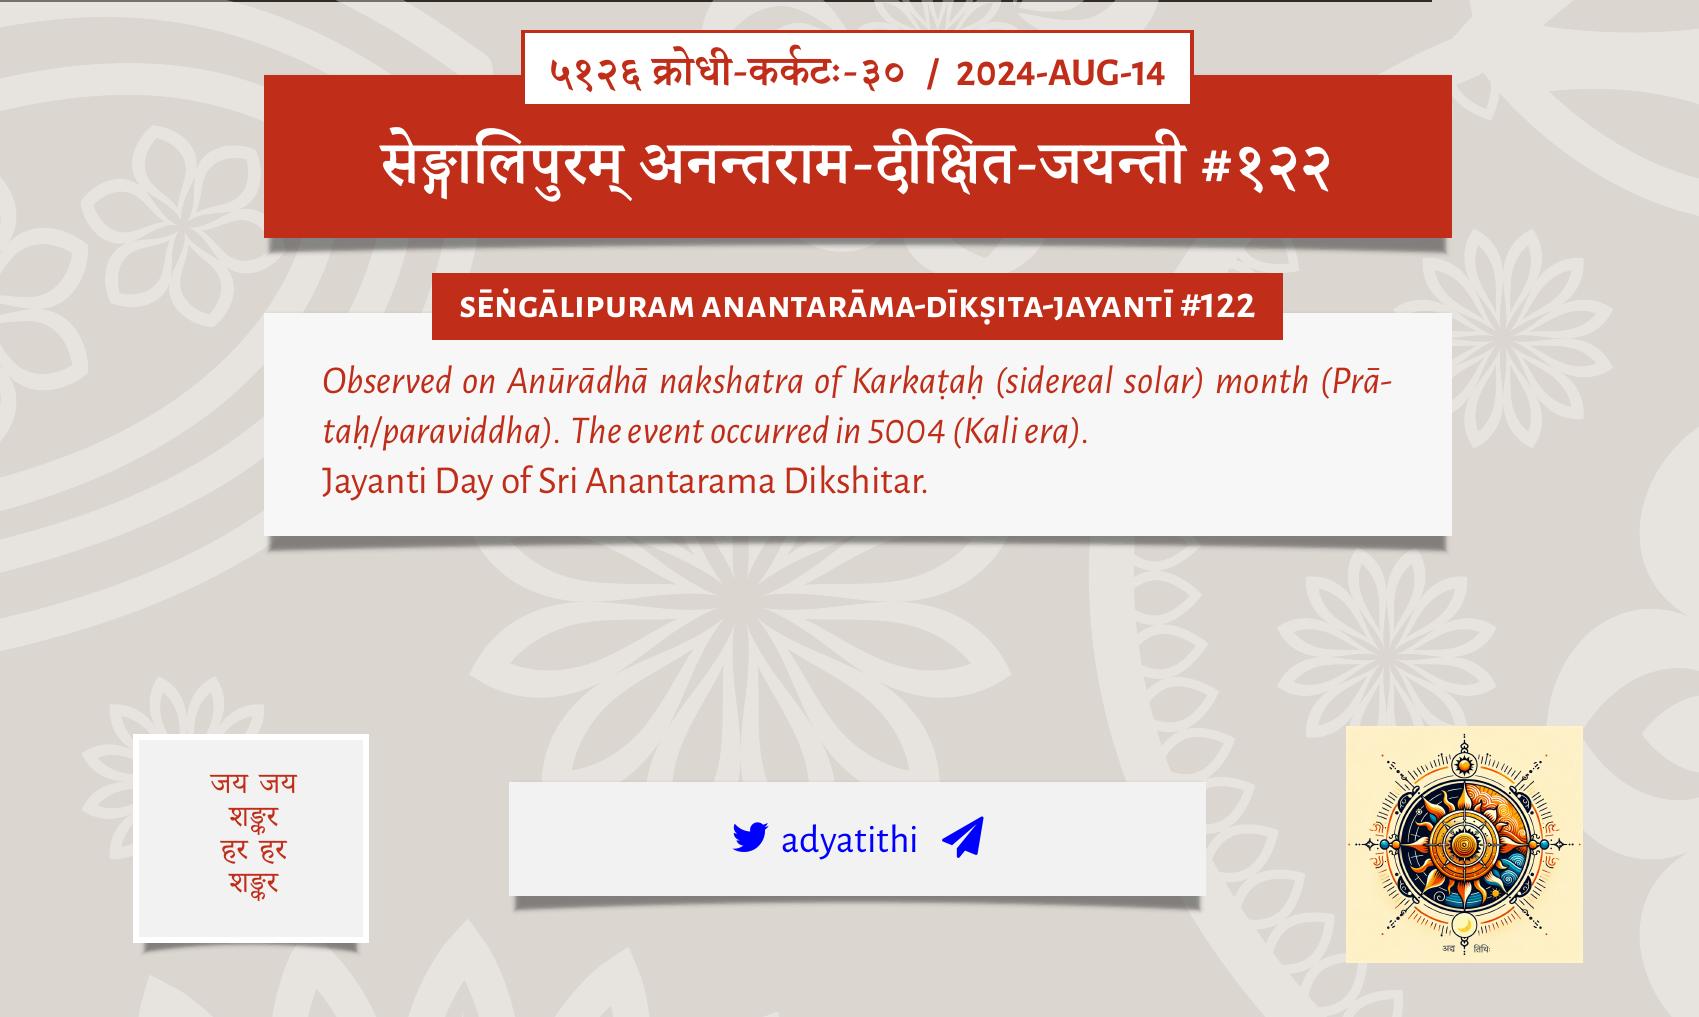 ५१२६ क्रोधी-कर्कटः-३० / 2024-AUG-14
सेङ्गालिपुरम् अनन्तराम-दीक्षित-जयन्ती #१२२
SĒṄGĀLIPURAM ANANTARĀMA-DĪKṢITA-JAYANTĪ #122
Observed on Anūrādhā nakshatra of Karkaṭaḥ (sidereal solar) month (Prā-
taḥ/paraviddha). The event occurred in 5004 (Kali era).
Jayanti Day of Sri Anantarama Dikshitar.
जय जय
शङ्कर
हर हर
शङ्कर
adyatithi
अद्य तिथिः